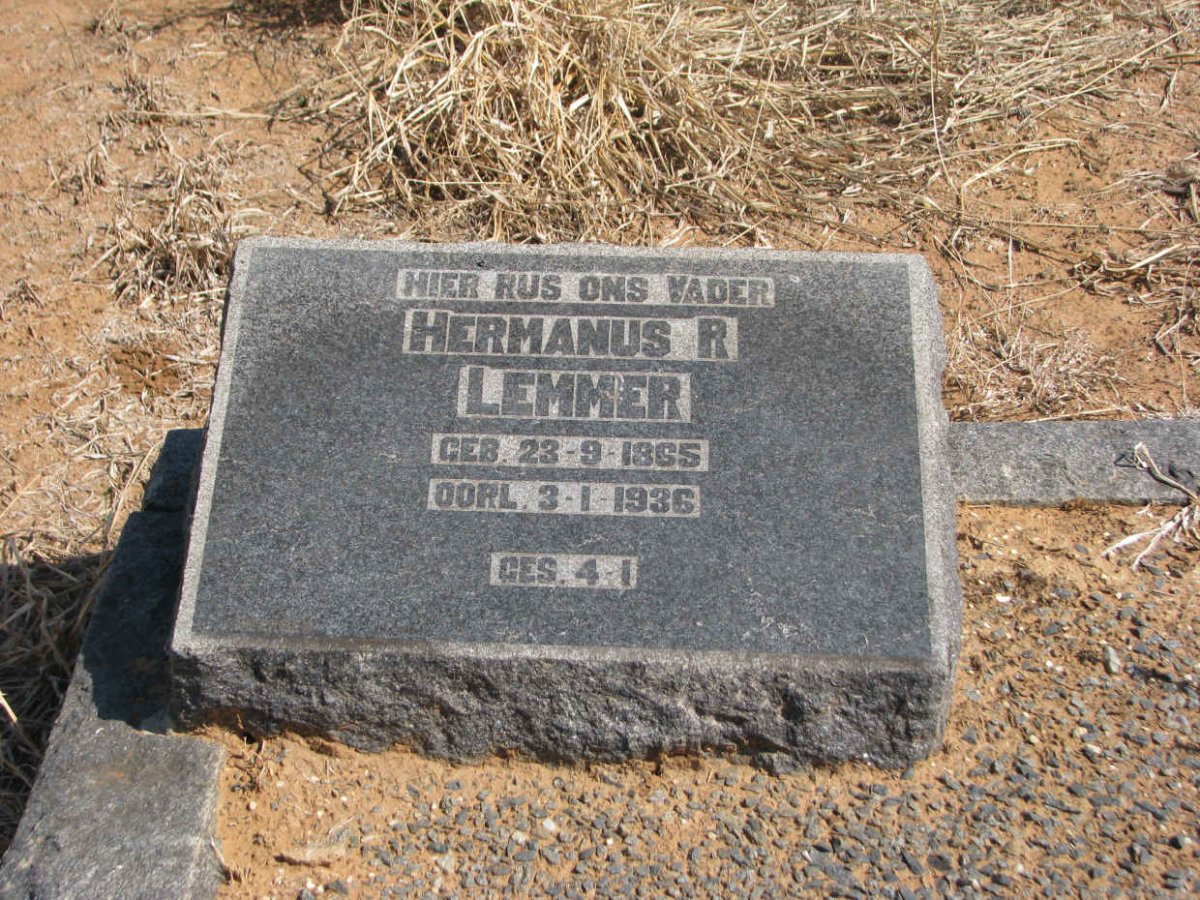 HIER RUS ONS VADER
HERMANUS R
LEMMER
GEB. 23-9-1865
OORL. 3-1-1936
GES. 4-1